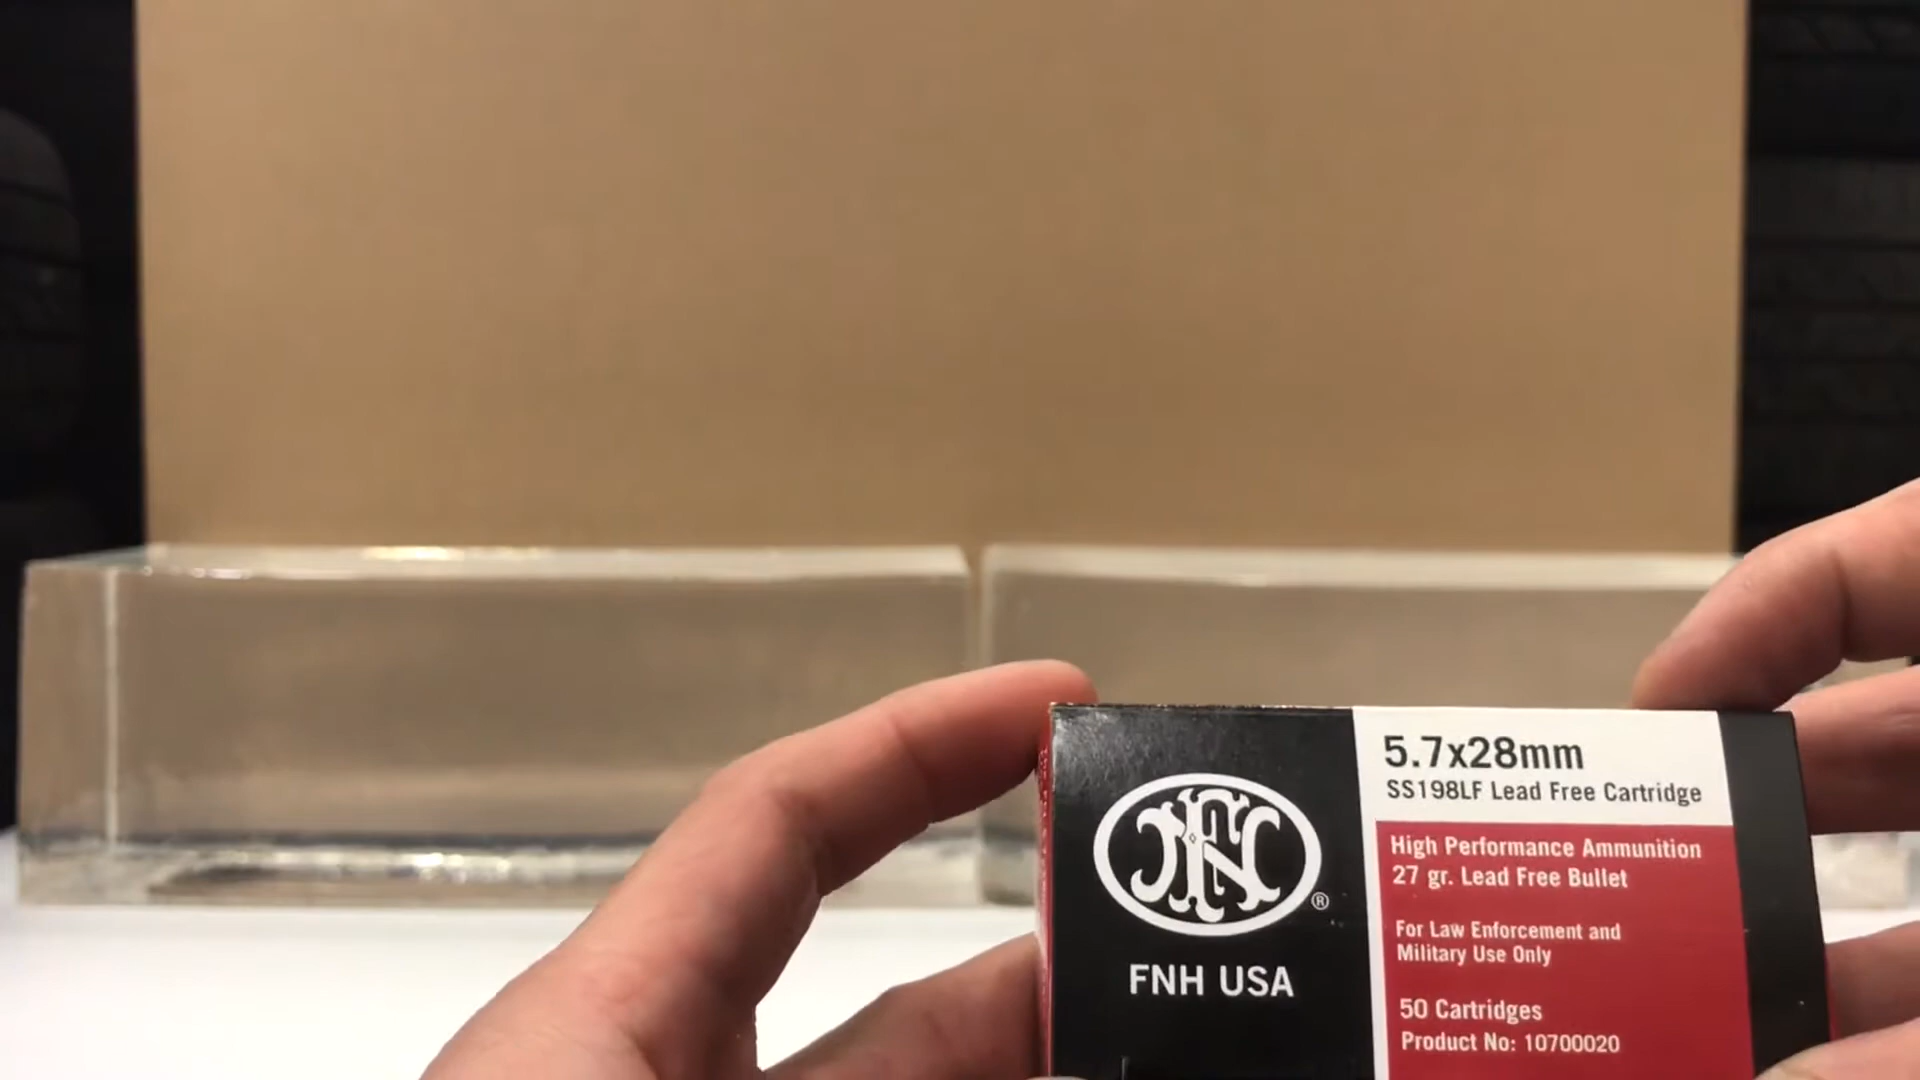 FN
®
FNH USA
5.7x28mm
SS198LF Lead Free Cartridge
High Performance Ammunition
27 gr. Lead Free Bullet
For Law Enforcement and
Military Use Only
50 Cartridges
Product No: 10700020